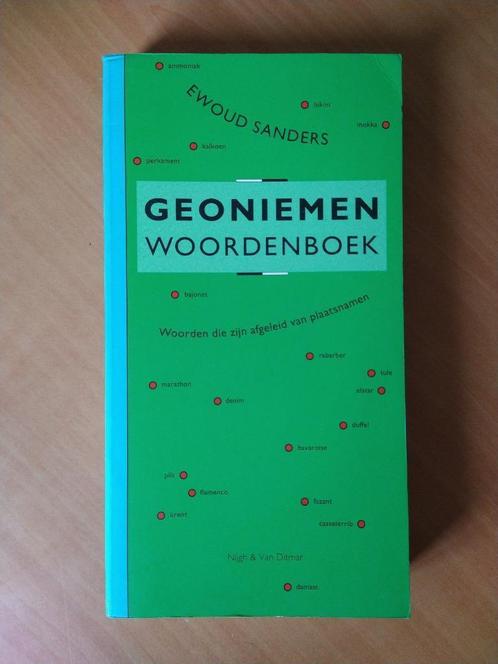 ammoniak
EWOUD SANDERS
bikini
mokka
kalkoen
perkament
GEONIEMEN
WOORDENBOEK
bajonet
Woorden die zijn afgeleid van plaatsnamen
rabarber
tule
marathon
elstar
denim
duffel
bavaroise
pils
flamenco
fazant
krent
casselerrib
Nijgh & Van Ditmar
damast